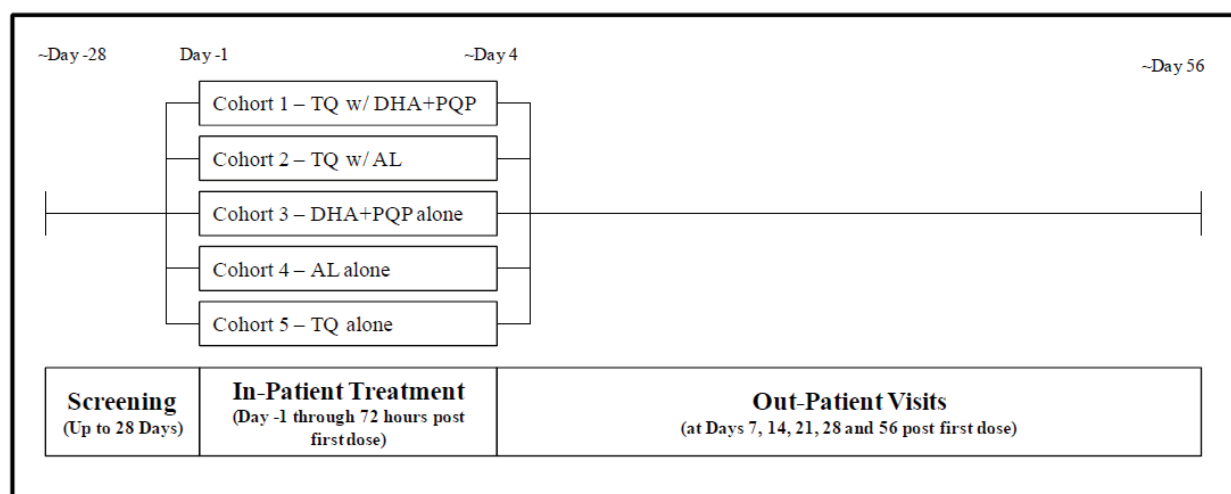 ~Day -28
Day -1
~Day 4
~Day 56
Cohort 1 – TQ w/ DHA+PQP
Cohort 2 – TQ w/ AL
Cohort 3 – DHA+PQP alone
Cohort 4 – AL alone
Cohort 5 – TQ alone
Screening
(Up to 28 Days)
In-Patient Treatment
(Day -1 through 72 hours post
first dose)
Out-Patient Visits
(at Days 7, 14, 21, 28 and 56 post first dose)